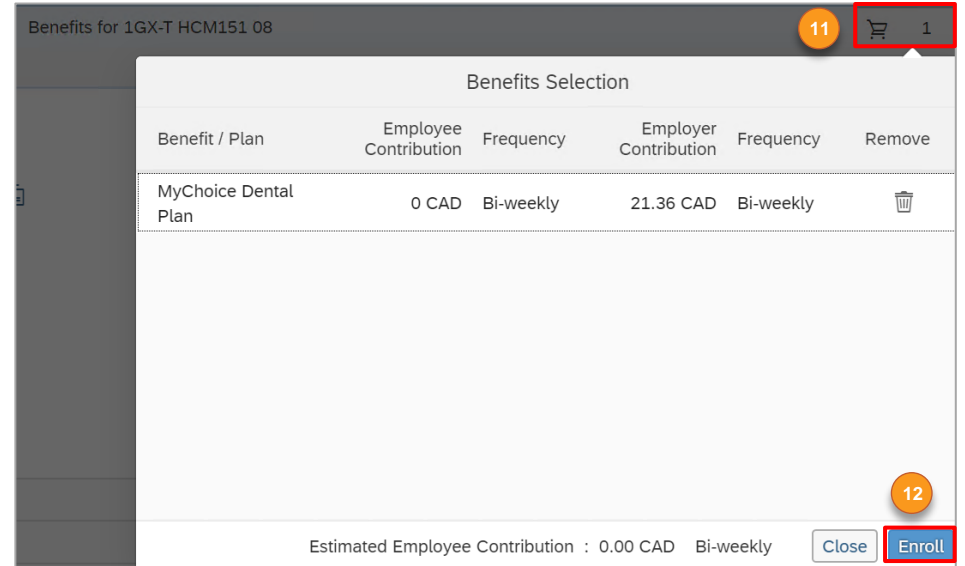 Benefits for 1GX-T HCM151 08
11
1
Benefits Selection
Benefit / Plan
Employee
Contribution
Frequency
Employer
Contribution
Frequency
Remove
MyChoice Dental
Plan
0 CAD
Bi-weekly
21.36 CAD
Bi-weekly
12
Estimated Employee Contribution : 0.00 CAD Bi-weekly
Close
Enroll